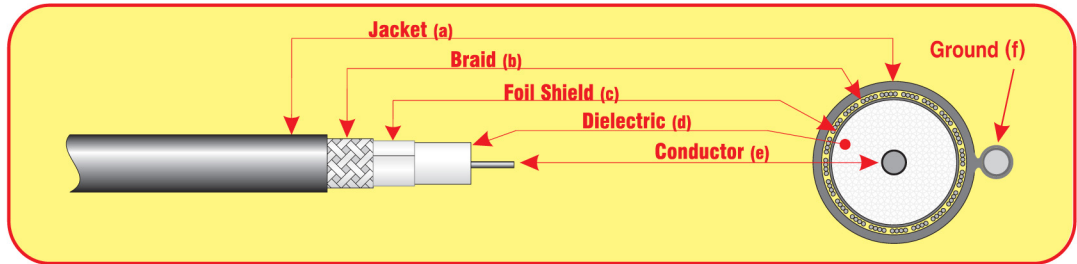 Jacket (a)
Ground (f)
Braid (b)
Foil Shield (c)
Dielectric (d)
Conductor (e)